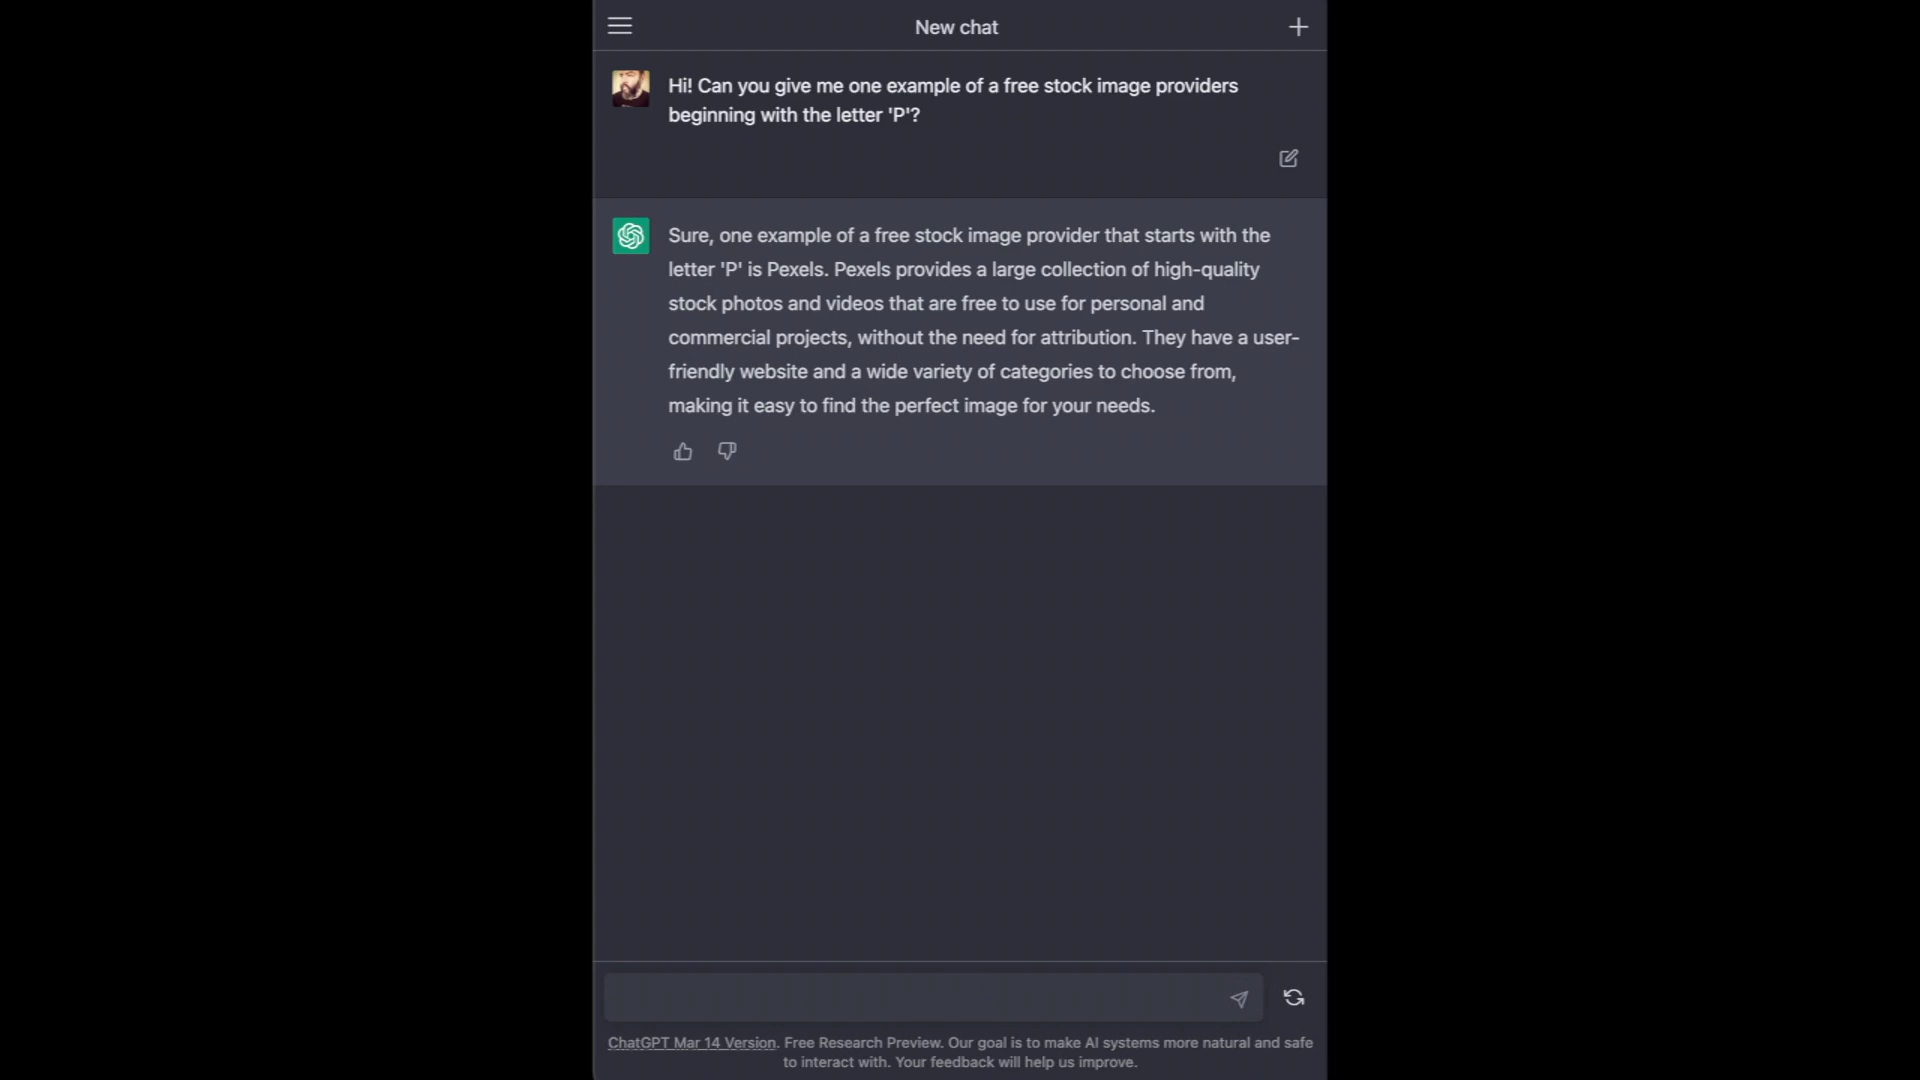 New chat
Hi! Can you give me one example of a free stock image providers
beginning with the letter 'P'?
Sure, one example of a free stock image provider that starts with the
letter 'P' is Pexels. Pexels provides a large collection of high-quality
stock photos and videos that are free to use for personal and
commercial projects, without the need for attribution. They have a user-
friendly website and a wide variety of categories to choose from,
making it easy to find the perfect image for your needs.
ChatGPT Mar 14 Version. Free Research Preview. Our goal is to make AI systems more natural and safe
to interact with. Your feedback will help us improve.